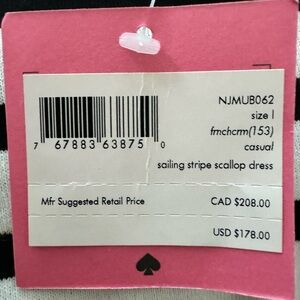 NJMUB062
size l
frnchcrm(153)
casual
7 67883 63875 0
sailing stripe scallop dress
Mfr Suggested Retail Price CAD $208.00
USD $178.00